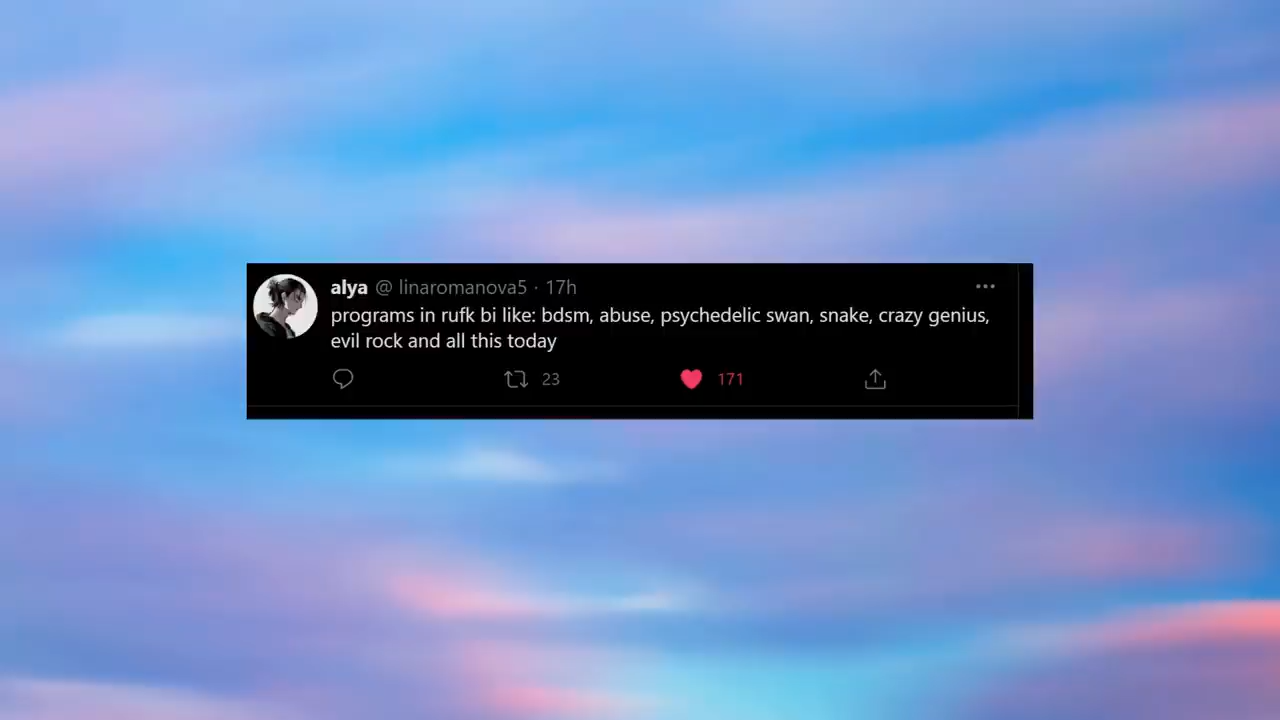 alya @ linaromanova5 · 17h
programs in rufk bi like: bdsm, abuse, psychedelic swan, snake, crazy genius,
evil rock and all this today
23 171